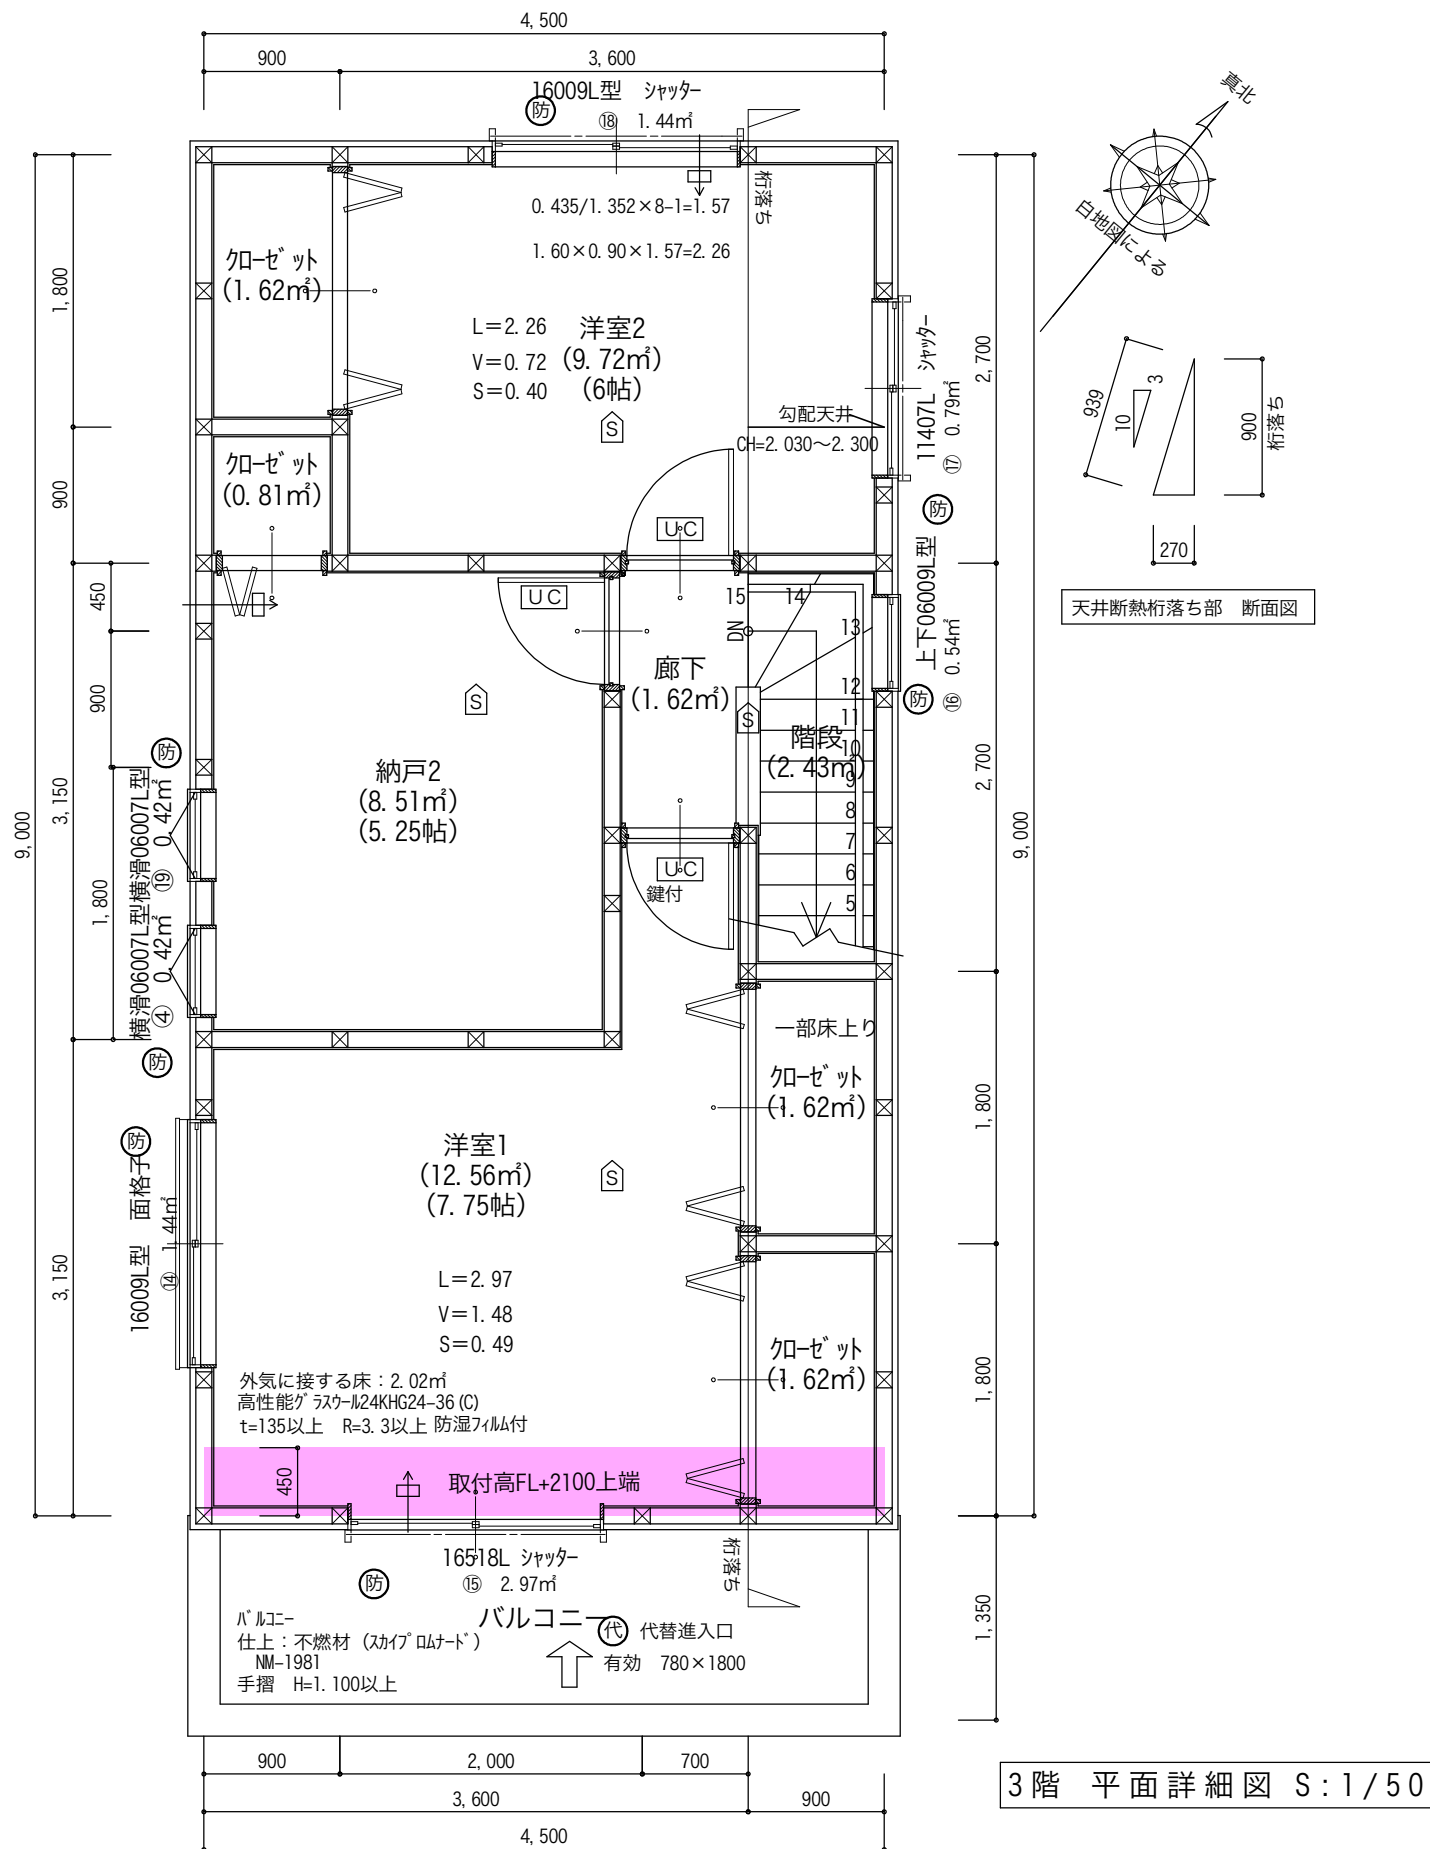 4,500
900
3,600
16009L型 シャッター
防
⑱ 1.44㎡
桁落ち
0.435/1.352×8-1=1.57
1.60×0.90×1.57=2.26
クローゼット
(1.62㎡)
L=2.26
V=0.72
S=0.40
洋室2
(9.72㎡)
(6帖)
S
勾配天井
CH=2.030～2.300
クローゼット
(0.81㎡)
UC
UC
真北
白地図による
939
10
3
900
桁落ち
270
天井断熱桁落ち部 断面図
11407L シャッター
⑰ 0.79㎡
防
上下06009L型
⑯ 0.54㎡
防
1,800
900
450
900
3,150
1,800
9,000
3,150
2,700
2,700
9,000
1,800
1,800
1,350
15
14
13
12
11
10
9
8
7
6
5
DN
廊下
(1.62㎡)
S
階段
(2.43㎡)
S
納戸2
(8.51㎡)
(5.25帖)
防
横滑06007L型
⑲ 0.42㎡
横滑06007L型
④ 0.42㎡
防
UC
鍵付
一部床上り
クローゼット
(1.62㎡)
防
16009L型 面格子
⑭ 1.44㎡
洋室1
(12.56㎡)
(7.75帖)
S
L=2.97
V=1.48
S=0.49
クローゼット
(1.62㎡)
外気に接する床：2.02㎡
高性能グラスウール24KHG24-36(C)
t=135以上 R=3.3以上 防湿フィルム付
450
取付高FL+2100上端
16518L シャッター
⑮ 2.97㎡
防
桁落ち
バルコニー
代 代替進入口
有効 780×1800
バルコニー
仕上：不燃材（スカイプロムナード）
NM-1981
手摺 H=1.100以上
900
2,000
700
3,600
900
4,500
3階 平面詳細図 S:1/50